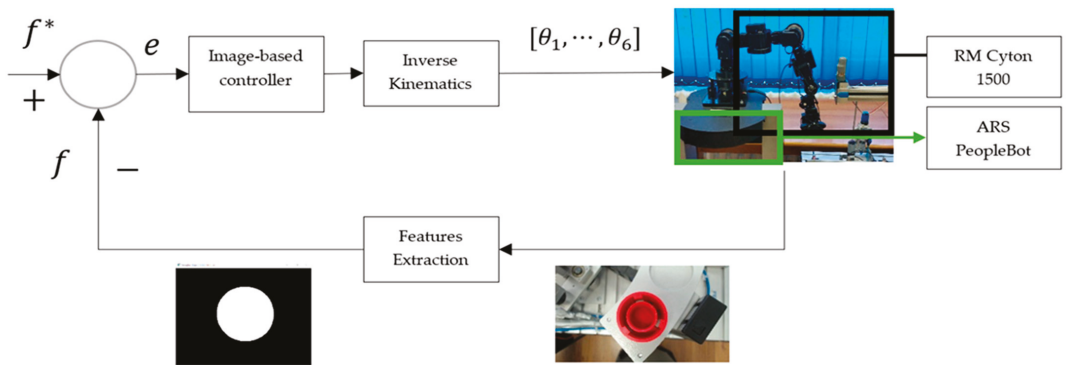 f*
+
e
Image-based
controller
Inverse
Kinematics
[θ₁, ⋯, θ₆]
RM Cyton
1500
ARS
PeopleBot
f
−
Features
Extraction